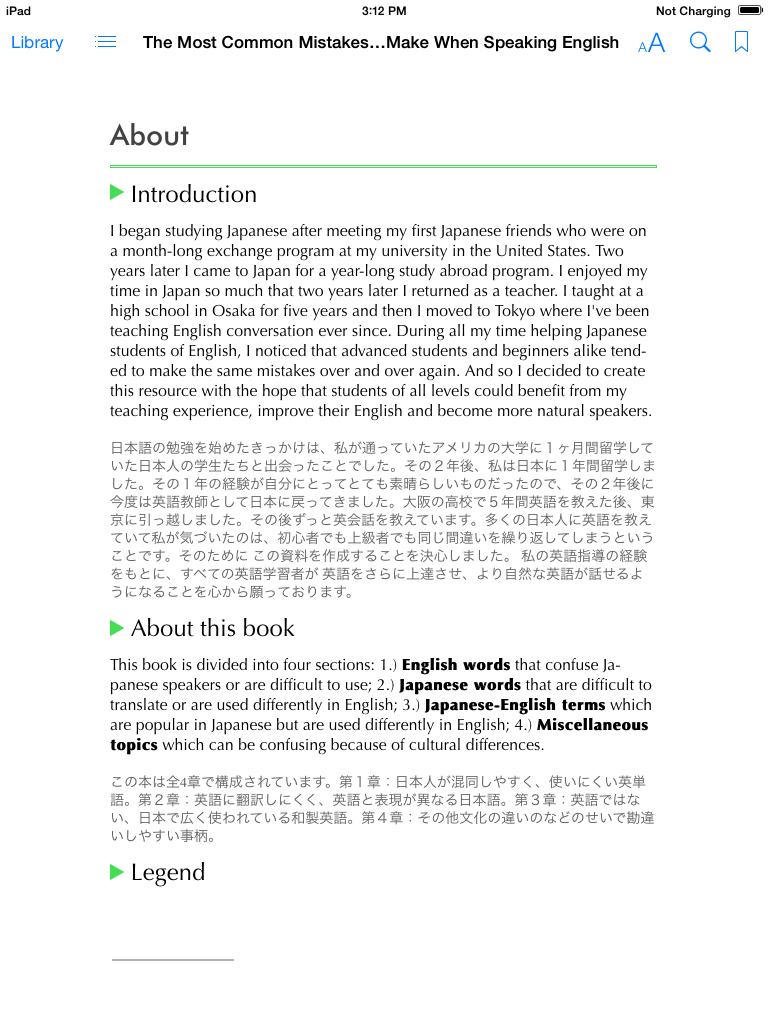 iPad 3:12 PM Not Charging
Library The Most Common Mistakes…Make When Speaking English AA
About
Introduction
I began studying Japanese after meeting my first Japanese friends who were on
a month-long exchange program at my university in the United States. Two
years later I came to Japan for a year-long study abroad program. I enjoyed my
time in Japan so much that two years later I returned as a teacher. I taught at a
high school in Osaka for five years and then I moved to Tokyo where I've been
teaching English conversation ever since. During all my time helping Japanese
students of English, I noticed that advanced students and beginners alike tend-
ed to make the same mistakes over and over again. And so I decided to create
this resource with the hope that students of all levels could benefit from my
teaching experience, improve their English and become more natural speakers.
日本語の勉強を始めたきっかけは、私が通っていたアメリカの大学に１ヶ月間留学して
いた日本人の学生たちと出会ったことでした。その２年後、私は日本に１年間留学しま
した。その１年の経験が自分にとってとても素晴らしいものだったので、その２年後に
今度は英語教師として日本に戻ってきました。大阪の高校で５年間英語を教えた後、東
京に引っ越しました。その後ずっと英会話を教えています。多くの日本人に英語を教え
ていて私が気づいたのは、初心者でも上級者でも同じ間違いを繰り返してしまうという
ことです。そのために この資料を作成することを決心しました。 私の英語指導の経験
をもとに、すべての英語学習者が 英語をさらに上達させ、より自然な英語が話せるよ
うになることを心から願っております。
About this book
This book is divided into four sections: 1.) English words that confuse Ja-
panese speakers or are difficult to use; 2.) Japanese words that are difficult to
translate or are used differently in English; 3.) Japanese-English terms which
are popular in Japanese but are used differently in English; 4.) Miscellaneous
topics which can be confusing because of cultural differences.
この本は全4章で構成されています。第１章：日本人が混同しやすく、使いにくい英単
語。第２章：英語に翻訳しにくく、英語と表現が異なる日本語。第３章：英語ではな
い、日本で広く使われている和製英語。第４章：その他文化の違いのなどのせいで勘違
いしやすい事柄。
Legend